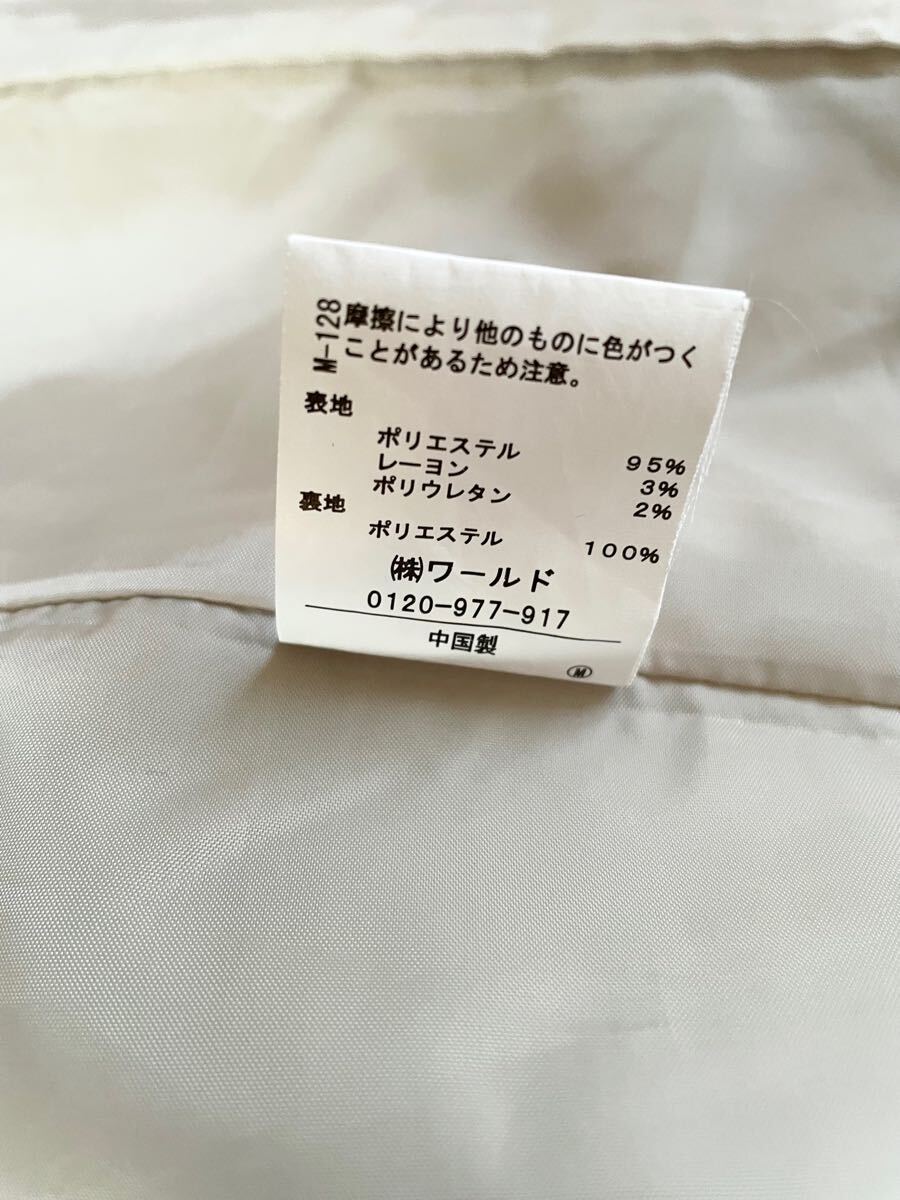 M-128
摩擦により他のものに色がつく
ことがあるため注意。
表地
ポリエステル 95%
レーヨン 3%
ポリウレタン 2%
裏地
ポリエステル 100%
㈱ワールド
0120-977-917
中国製
Ⓜ